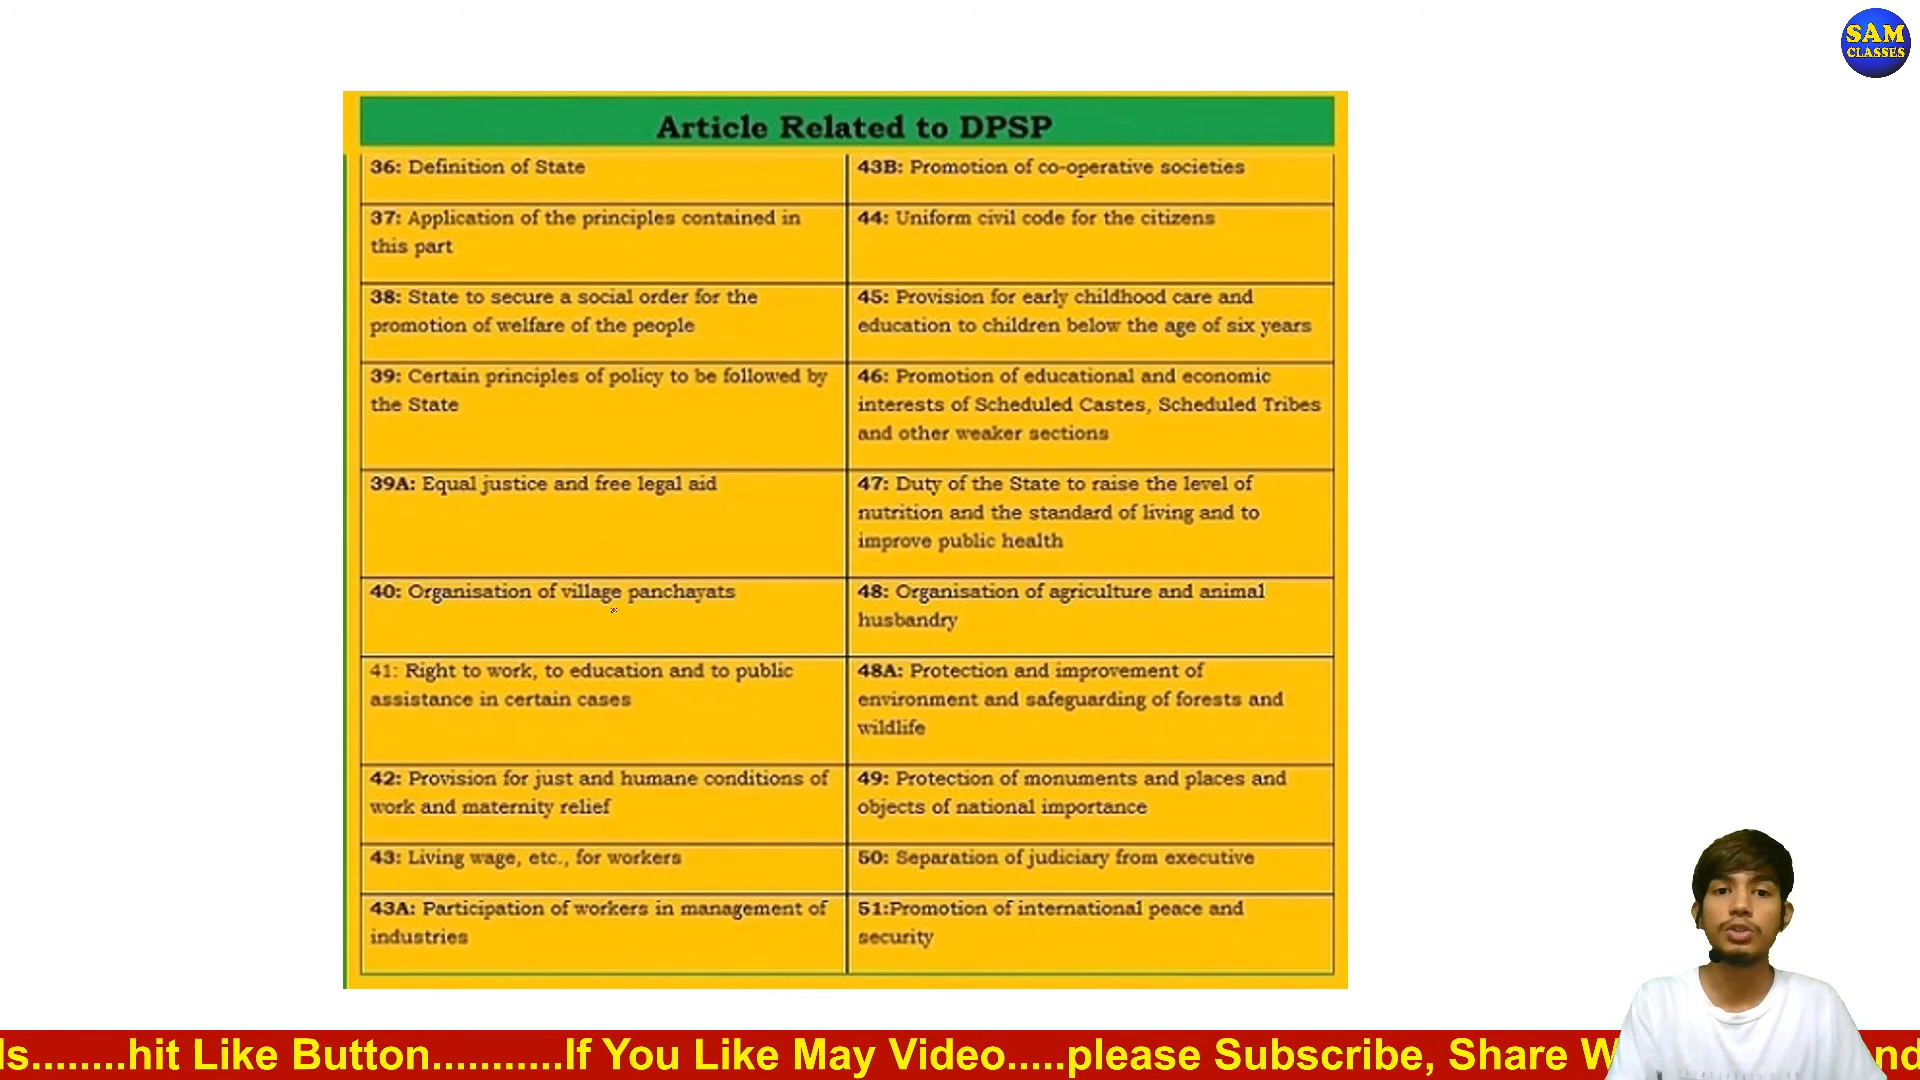 SAM
CLASSES
Article Related to DPSP
36: Definition of State
43B: Promotion of co-operative societies
37: Application of the principles contained in
this part
44: Uniform civil code for the citizens
38: State to secure a social order for the
promotion of welfare of the people
45: Provision for early childhood care and
education to children below the age of six years
39: Certain principles of policy to be followed by
the State
46: Promotion of educational and economic
interests of Scheduled Castes, Scheduled Tribes
and other weaker sections
39A: Equal justice and free legal aid
47: Duty of the State to raise the level of
nutrition and the standard of living and to
improve public health
40: Organisation of village panchayats
48: Organisation of agriculture and animal
husbandry
41: Right to work, to education and to public
assistance in certain cases
48A: Protection and improvement of
environment and safeguarding of forests and
wildlife
42: Provision for just and humane conditions of
work and maternity relief
49: Protection of monuments and places and
objects of national importance
43: Living wage, etc., for workers
50: Separation of judiciary from executive
43A: Participation of workers in management of
industries
51:Promotion of international peace and
security
ls........hit Like Button...........If You Like May Video.....please Subscribe, Share W nd